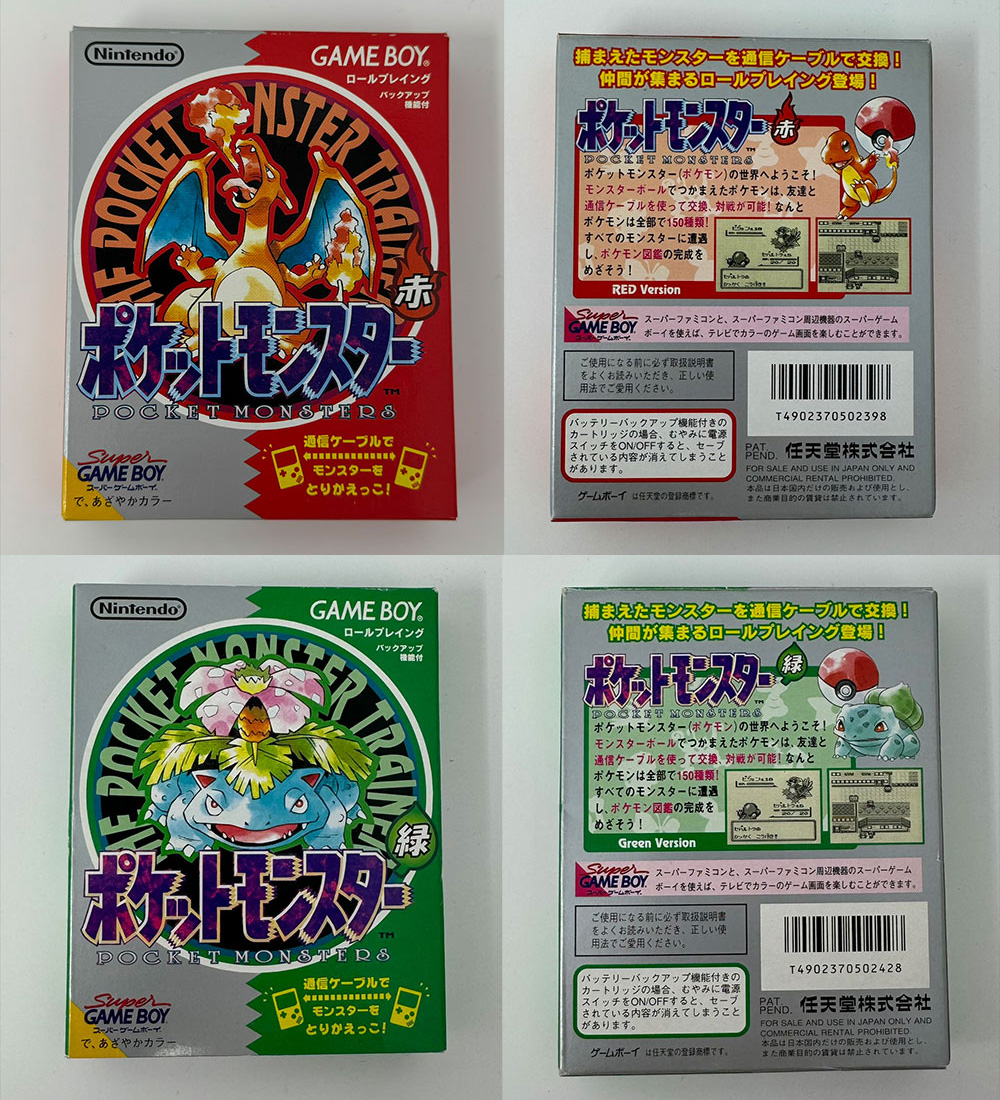 Nintendo®
GAME BOY®
ロールプレイング
バックアップ
機能付
POCKET MONSTER TRAIN
赤
ポケットモンスター
TM
POCKET MONSTERS
Super
GAME BOY
スーパーゲームボーイ
で、あざやかカラー
通信ケーブルで
モンスターを
とりかえっこ!
捕まえたモンスターを通信ケーブルで交換!
仲間が集まるロールプレイング登場!
ポケットモンスター
赤
TM
POCKET MONSTERS
ポケットモンスター(ポケモン)の世界へようこそ!
モンスターボールでつかまえたポケモンは、友達と
通信ケーブルを使って交換、対戦が可能!なんと
ポケモンは全部で150種類!
すべてのモンスターに遭遇
し、ポケモン図鑑の完成を
めざそう!
RED Version
Super
GAME BOY
スーパーゲームボーイ
スーパーファミコンと、スーパーファミコン周辺機器のスーパーゲーム
ボーイを使えば、テレビでカラーのゲーム画面を楽しむことができます。
ご使用になる前に必ず取扱説明書
をよくお読みいただき、正しい使
用法でご愛用ください。
T4902370502398
バッテリーバックアップ機能付きの
カートリッジの場合、むやみに電源
スイッチをON/OFFすると、セーブ
されている内容が消えてしまうこと
があります。
PAT.
PEND.
任天堂株式会社
FOR SALE AND USE IN JAPAN ONLY AND
COMMERCIAL RENTAL PROHIBITED.
本品は日本国内だけの販売および使用とし、
また商業目的の賃貸は禁止されています。
ゲームボーイ は任天堂の登録商標です。
Nintendo®
GAME BOY®
ロールプレイング
バックアップ
機能付
POCKET MONSTER TRAIN
緑
ポケットモンスター
TM
POCKET MONSTERS
Super
GAME BOY
スーパーゲームボーイ
で、あざやかカラー
通信ケーブルで
モンスターを
とりかえっこ!
捕まえたモンスターを通信ケーブルで交換!
仲間が集まるロールプレイング登場!
ポケットモンスター
緑
TM
POCKET MONSTERS
ポケットモンスター(ポケモン)の世界へようこそ!
モンスターボールでつかまえたポケモンは、友達と
通信ケーブルを使って交換、対戦が可能!なんと
ポケモンは全部で150種類!
すべてのモンスターに遭遇
し、ポケモン図鑑の完成を
めざそう!
Green Version
Super
GAME BOY
スーパーゲームボーイ
スーパーファミコンと、スーパーファミコン周辺機器のスーパーゲーム
ボーイを使えば、テレビでカラーのゲーム画面を楽しむことができます。
ご使用になる前に必ず取扱説明書
をよくお読みいただき、正しい使
用法でご愛用ください。
T4902370502428
バッテリーバックアップ機能付きの
カートリッジの場合、むやみに電源
スイッチをON/OFFすると、セーブ
されている内容が消えてしまうこと
があります。
PAT.
PEND.
任天堂株式会社
FOR SALE AND USE IN JAPAN ONLY AND
COMMERCIAL RENTAL PROHIBITED.
本品は日本国内だけの販売および使用とし、
また商業目的の賃貸は禁止されています。
ゲームボーイ は任天堂の登録商標です。